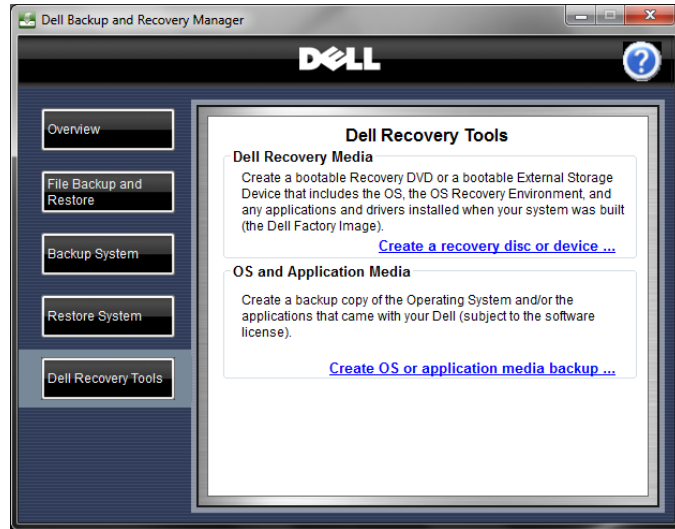 Dell Backup and Recovery Manager
DELL
?
Overview
File Backup and
Restore
Backup System
Restore System
Dell Recovery Tools
Dell Recovery Tools
Dell Recovery Media
Create a bootable Recovery DVD or a bootable External Storage
Device that includes the OS, the OS Recovery Environment, and
any applications and drivers installed when your system was built
(the Dell Factory Image).
Create a recovery disc or device ...
OS and Application Media
Create a backup copy of the Operating System and/or the
applications that came with your Dell (subject to the software
license).
Create OS or application media backup ...